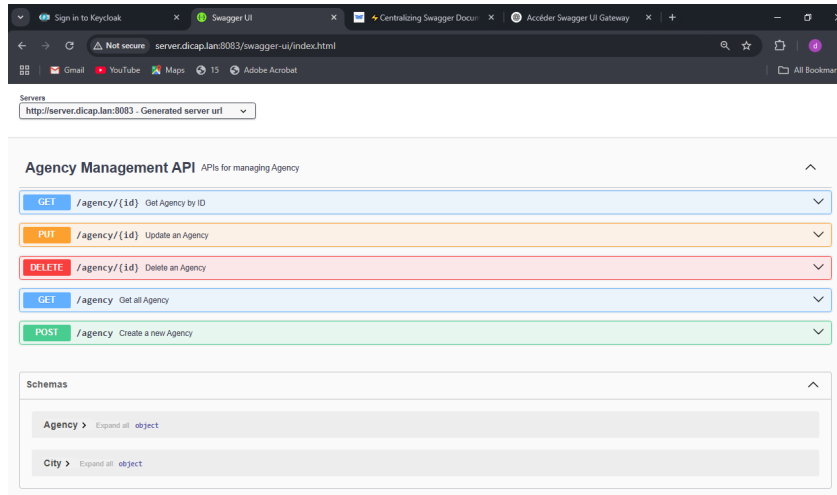 Sign in to Keycloak
Swagger UI
Centralizing Swagger Docum
Accéder Swagger UI Gateway
Not secure server.dicap.lan:8083/swagger-ui/index.html
d
Gmail YouTube Maps 15 Adobe Acrobat All Bookmar
Servers
http://server.dicap.lan:8083 - Generated server url
Agency Management API APIs for managing Agency
GET /agency/{id} Get Agency by ID
PUT /agency/{id} Update an Agency
DELETE /agency/{id} Delete an Agency
GET /agency Get all Agency
POST /agency Create a new Agency
Schemas
Agency Expand all object
City Expand all object